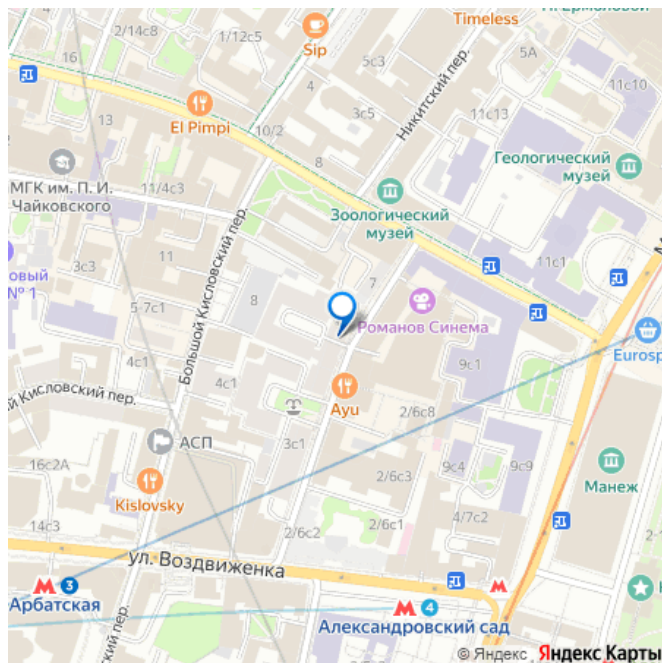 Timeless
2/14с8
1/12с5
Sip
16
5с3
5А
11с10
Никитский пер.
El Pimpi
3с5
11с13
13
10/2
8
Геологический
музей
МГК им. П. И.
Чайковского
11/4с3
Зоологический
музей
Большой Кисловский пер.
11
3с3
7
11с1
овый
№ 1
5-7с1
8
Романов Синема
Eurosp
4с1
9с1
4с1
й Кисловский пер.
Ayu
2/6с8
АСП
3с1
16с2А
Kislovsky
2/6с3
9с4
9с9
Манеж
14с3
2/6с2
2/6с1
4/7с2
ул. Воздвиженка
3
Арбатская
4
Александровский сад
пер.
© Яндекс Яндекс Карты